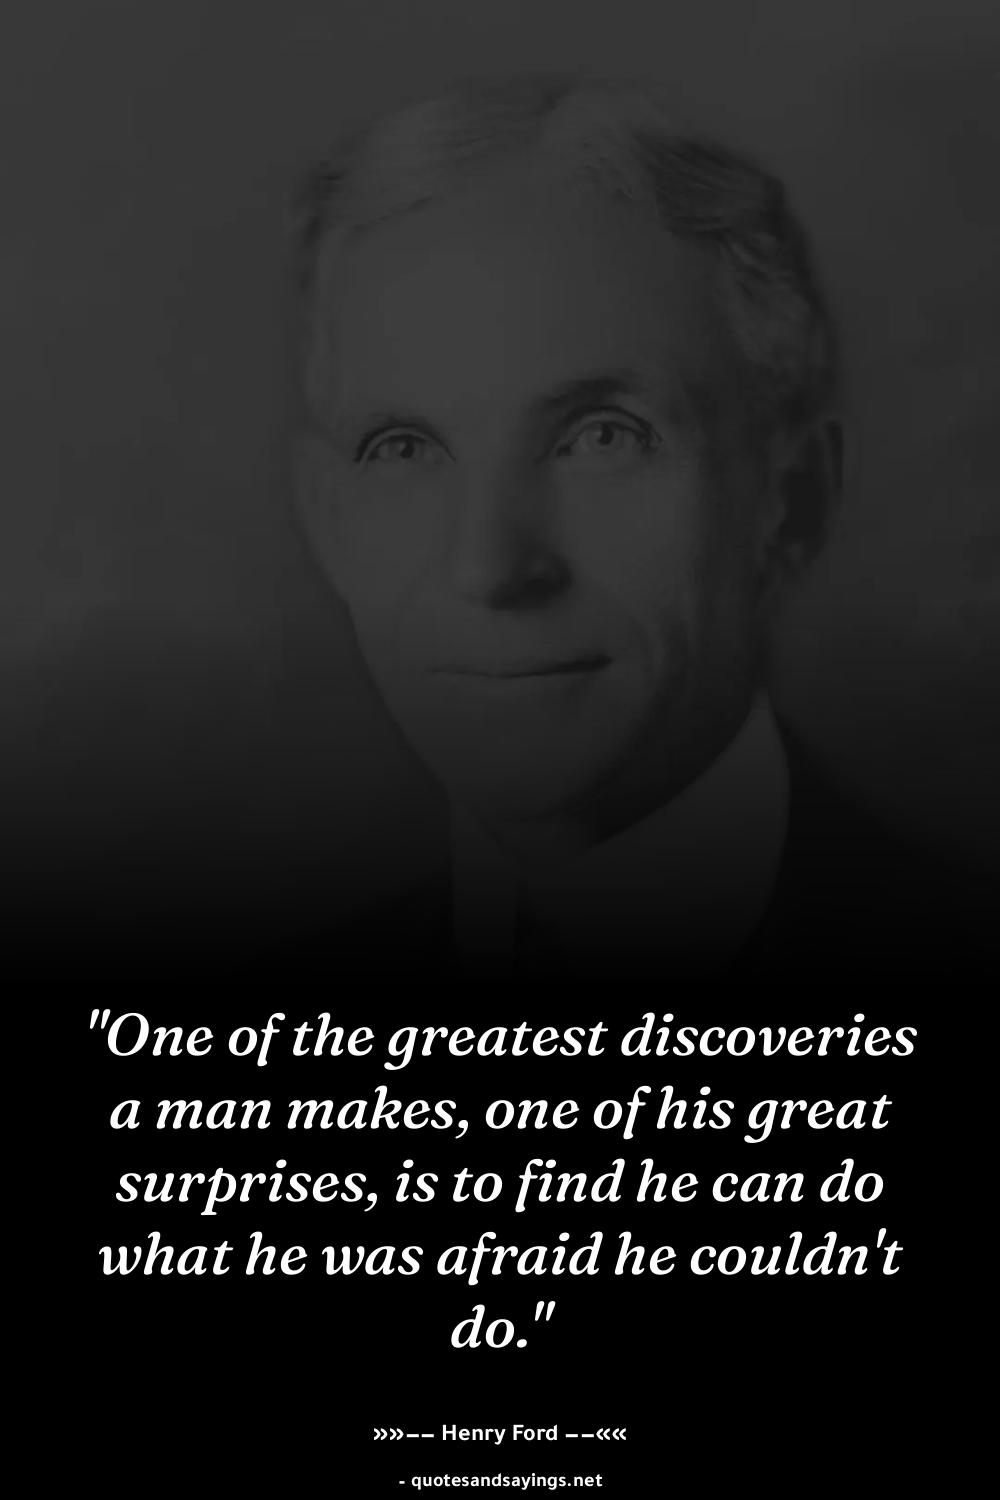 "One of the greatest discoveries
a man makes, one of his great
surprises, is to find he can do
what he was afraid he couldn't
do."
»»–– Henry Ford ––««
- quotesandsayings.net